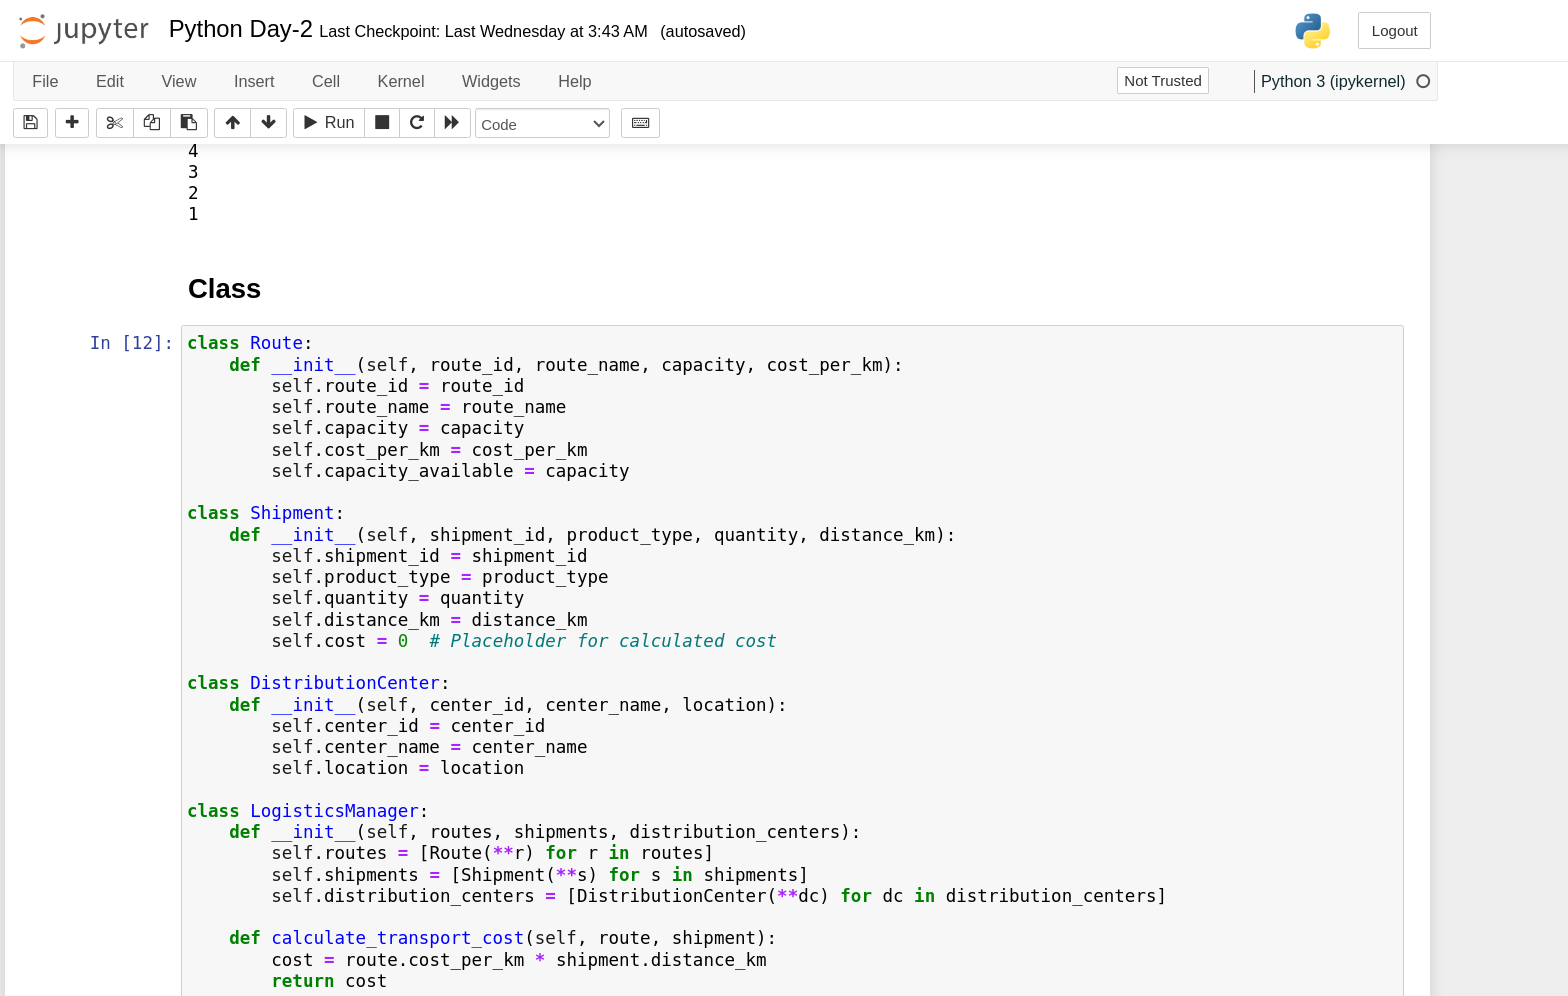 jupyter Python Day-2 Last Checkpoint: Last Wednesday at 3:43 AM (autosaved) Logout
File Edit View Insert Cell Kernel Widgets Help Not Trusted Python 3 (ipykernel)
Run Code
4
3
2
1
Class
In [12]: class Route:
    def __init__(self, route_id, route_name, capacity, cost_per_km):
        self.route_id = route_id
        self.route_name = route_name
        self.capacity = capacity
        self.cost_per_km = cost_per_km
        self.capacity_available = capacity
class Shipment:
    def __init__(self, shipment_id, product_type, quantity, distance_km):
        self.shipment_id = shipment_id
        self.product_type = product_type
        self.quantity = quantity
        self.distance_km = distance_km
        self.cost = 0  # Placeholder for calculated cost
class DistributionCenter:
    def __init__(self, center_id, center_name, location):
        self.center_id = center_id
        self.center_name = center_name
        self.location = location
class LogisticsManager:
    def __init__(self, routes, shipments, distribution_centers):
        self.routes = [Route(**r) for r in routes]
        self.shipments = [Shipment(**s) for s in shipments]
        self.distribution_centers = [DistributionCenter(**dc) for dc in distribution_centers]
    def calculate_transport_cost(self, route, shipment):
        cost = route.cost_per_km * shipment.distance_km
        return cost